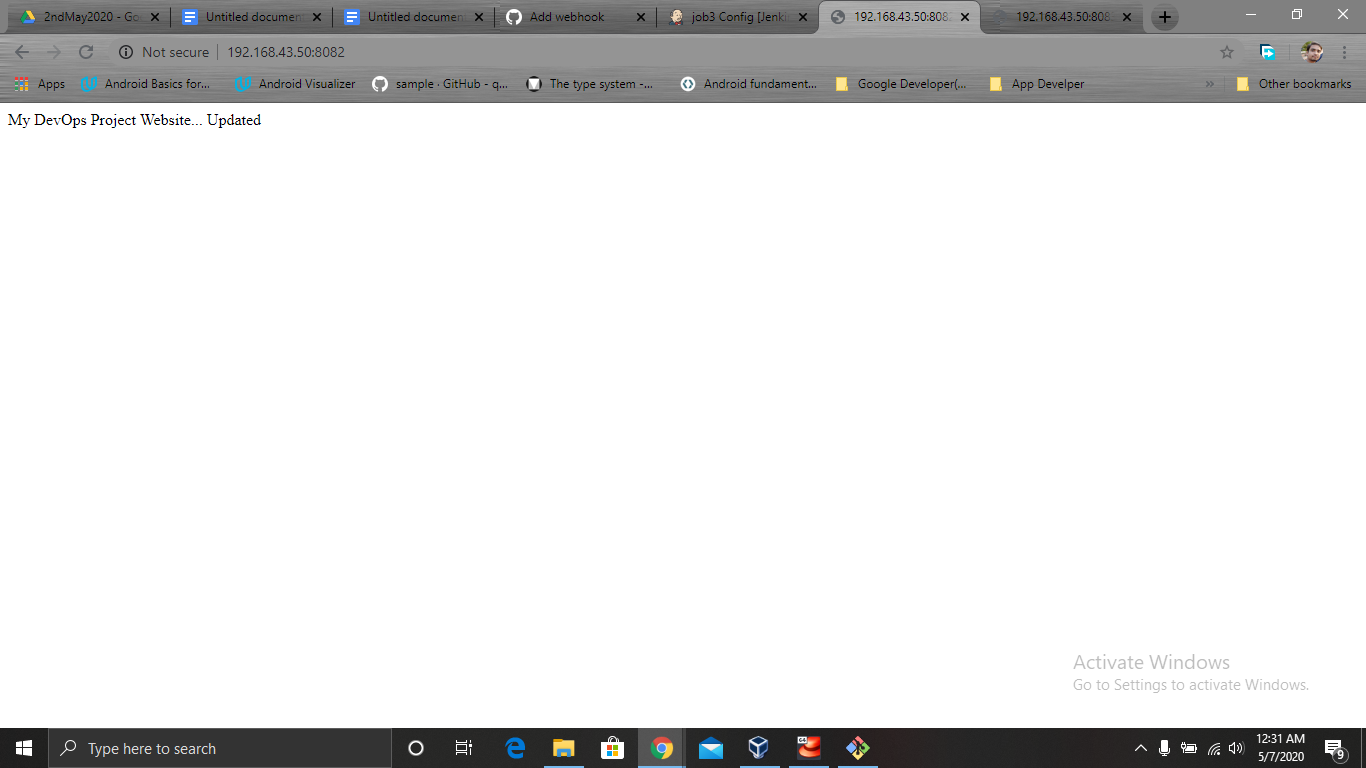 2ndMay2020 - Go
Untitled documen
Untitled documen
Add webhook
job3 Config [Jenki
192.168.43.50:808
192.168.43.50:808
Not secure
192.168.43.50:8082
Apps
Android Basics for...
Android Visualizer
sample · GitHub - q...
The type system -...
Android fundament...
Google Developer(...
App Develper
»
Other bookmarks
My DevOps Project Website... Updated
Activate Windows
Go to Settings to activate Windows.
Type here to search
64
12:31 AM
5/7/2020
9